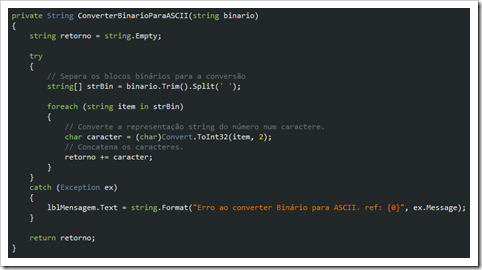 private String ConverterBinarioParaASCII(string binario)
{
string retorno = string.Empty;
try
{
// Separa os blocos binários para a conversão
string[] strBin = binario.Trim().Split(' ');
foreach (string item in strBin)
{
// Converte a representação string do número num caractere.
char caracter = (char)Convert.ToInt32(item, 2);
// Concatena os caracteres.
retorno += caracter;
}
}
catch (Exception ex)
{
lblMensagem.Text = string.Format("Erro ao converter Binário para ASCII. ref: {0}", ex.Message);
}
return retorno;
}